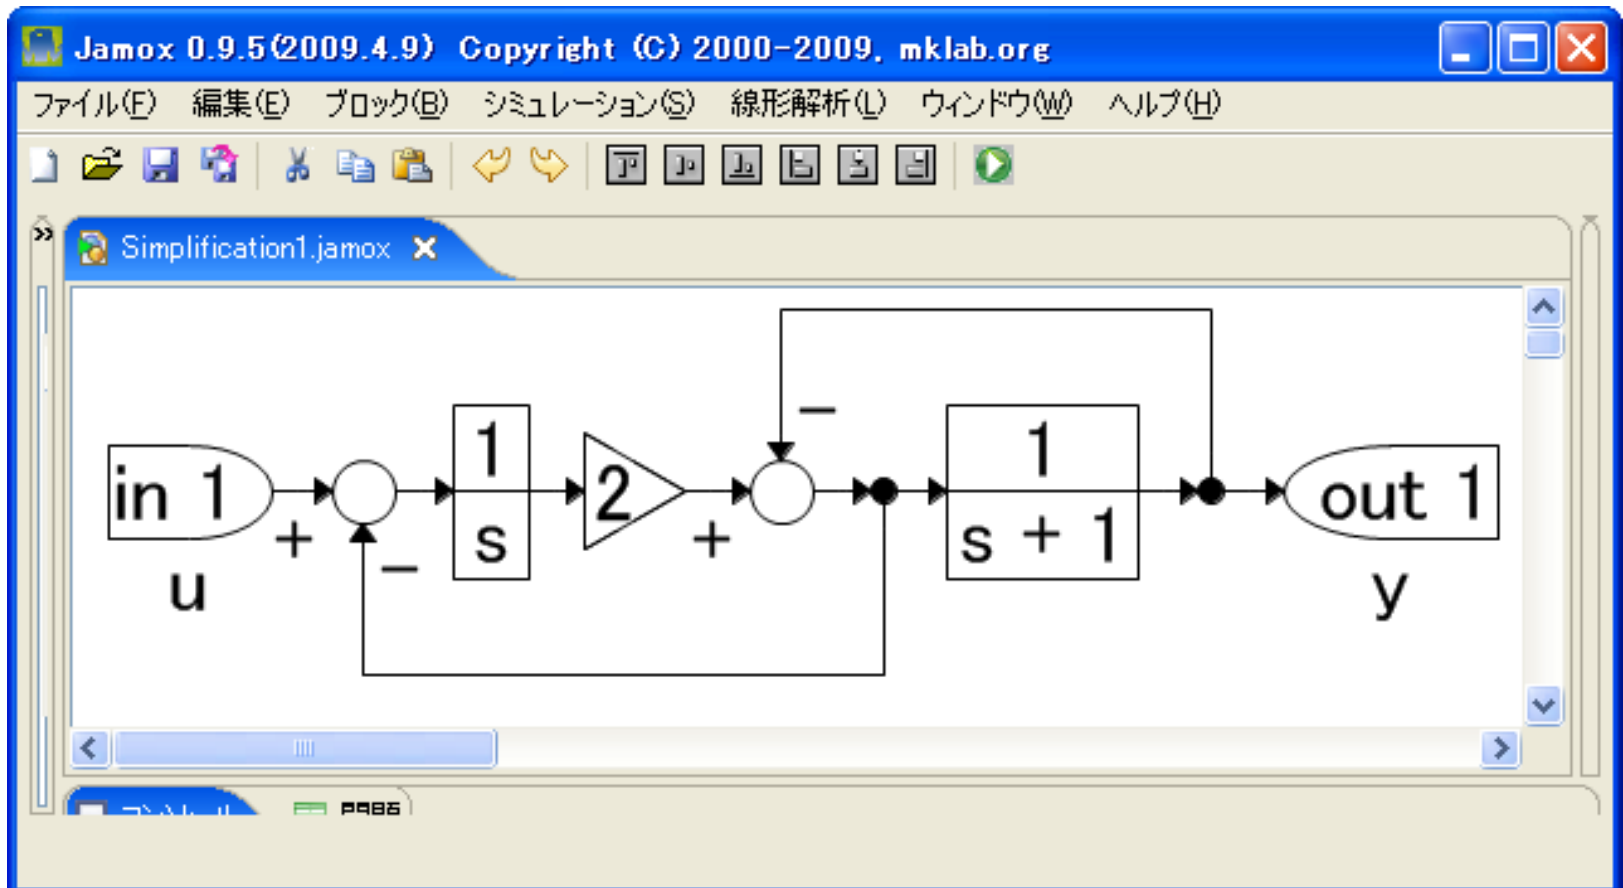 Jamox 0.9.5(2009.4.9) Copyright (C) 2000-2009, mklab.org
ファイル(F) 編集(E) ブロック(B) シミュレーション(S) 線形解析(L) ウィンドウ(W) ヘルプ(H)
Simplification1.jamox
−
in 1
1
s
2
1
s + 1
out 1
+
−
+
u
y